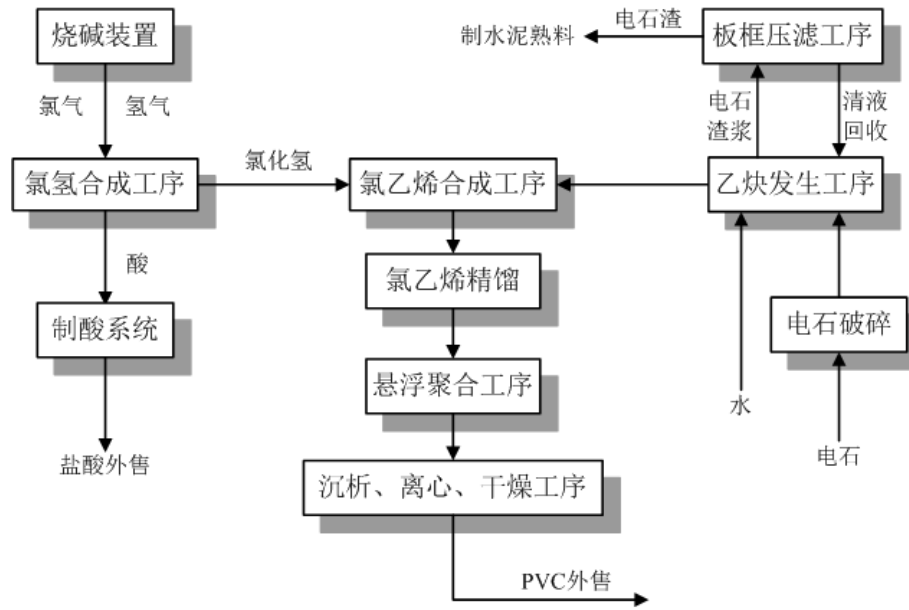 烧碱装置
电石渣
制水泥熟料
板框压滤工序
氯气
氢气
电石
渣浆
清液
回收
氯化氢
氯氢合成工序
氯乙烯合成工序
乙炔发生工序
酸
氯乙烯精馏
制酸系统
电石破碎
悬浮聚合工序
水
电石
盐酸外售
沉析、离心、干燥工序
PVC外售